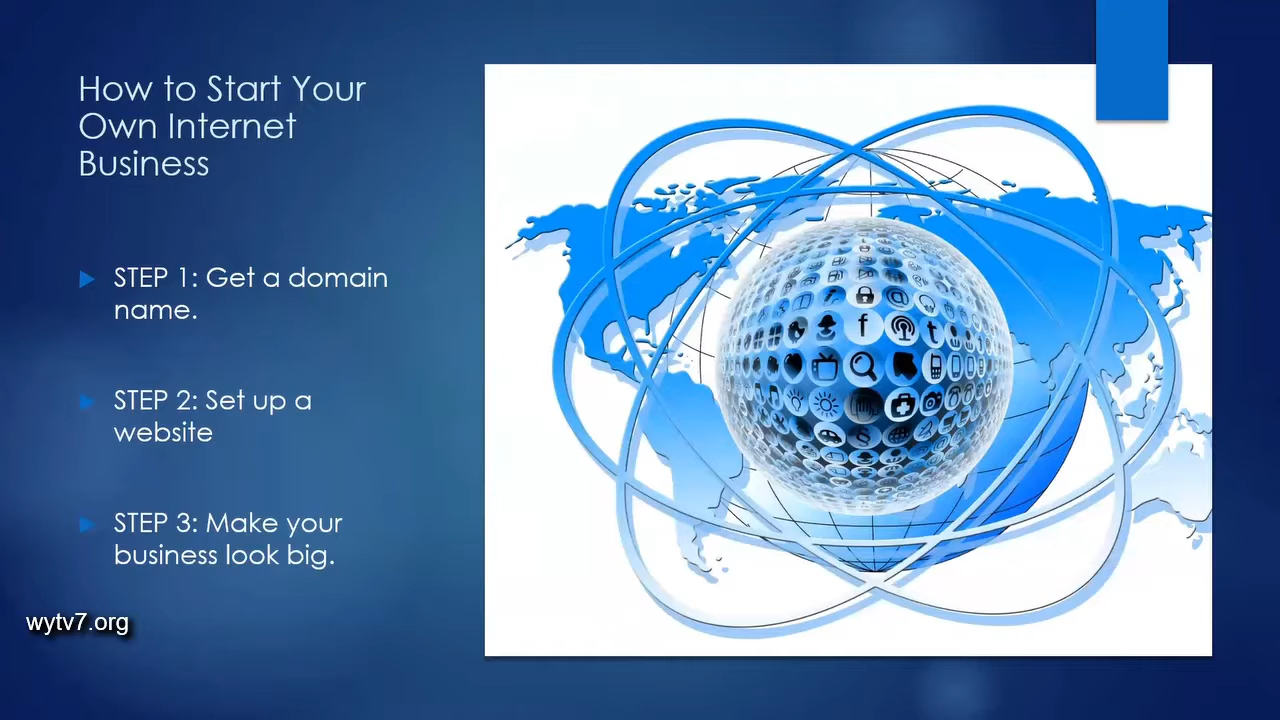 How to Start Your
Own Internet
Business
STEP 1: Get a domain
name.
STEP 2: Set up a
website
STEP 3: Make your
business look big.
wytv7.org